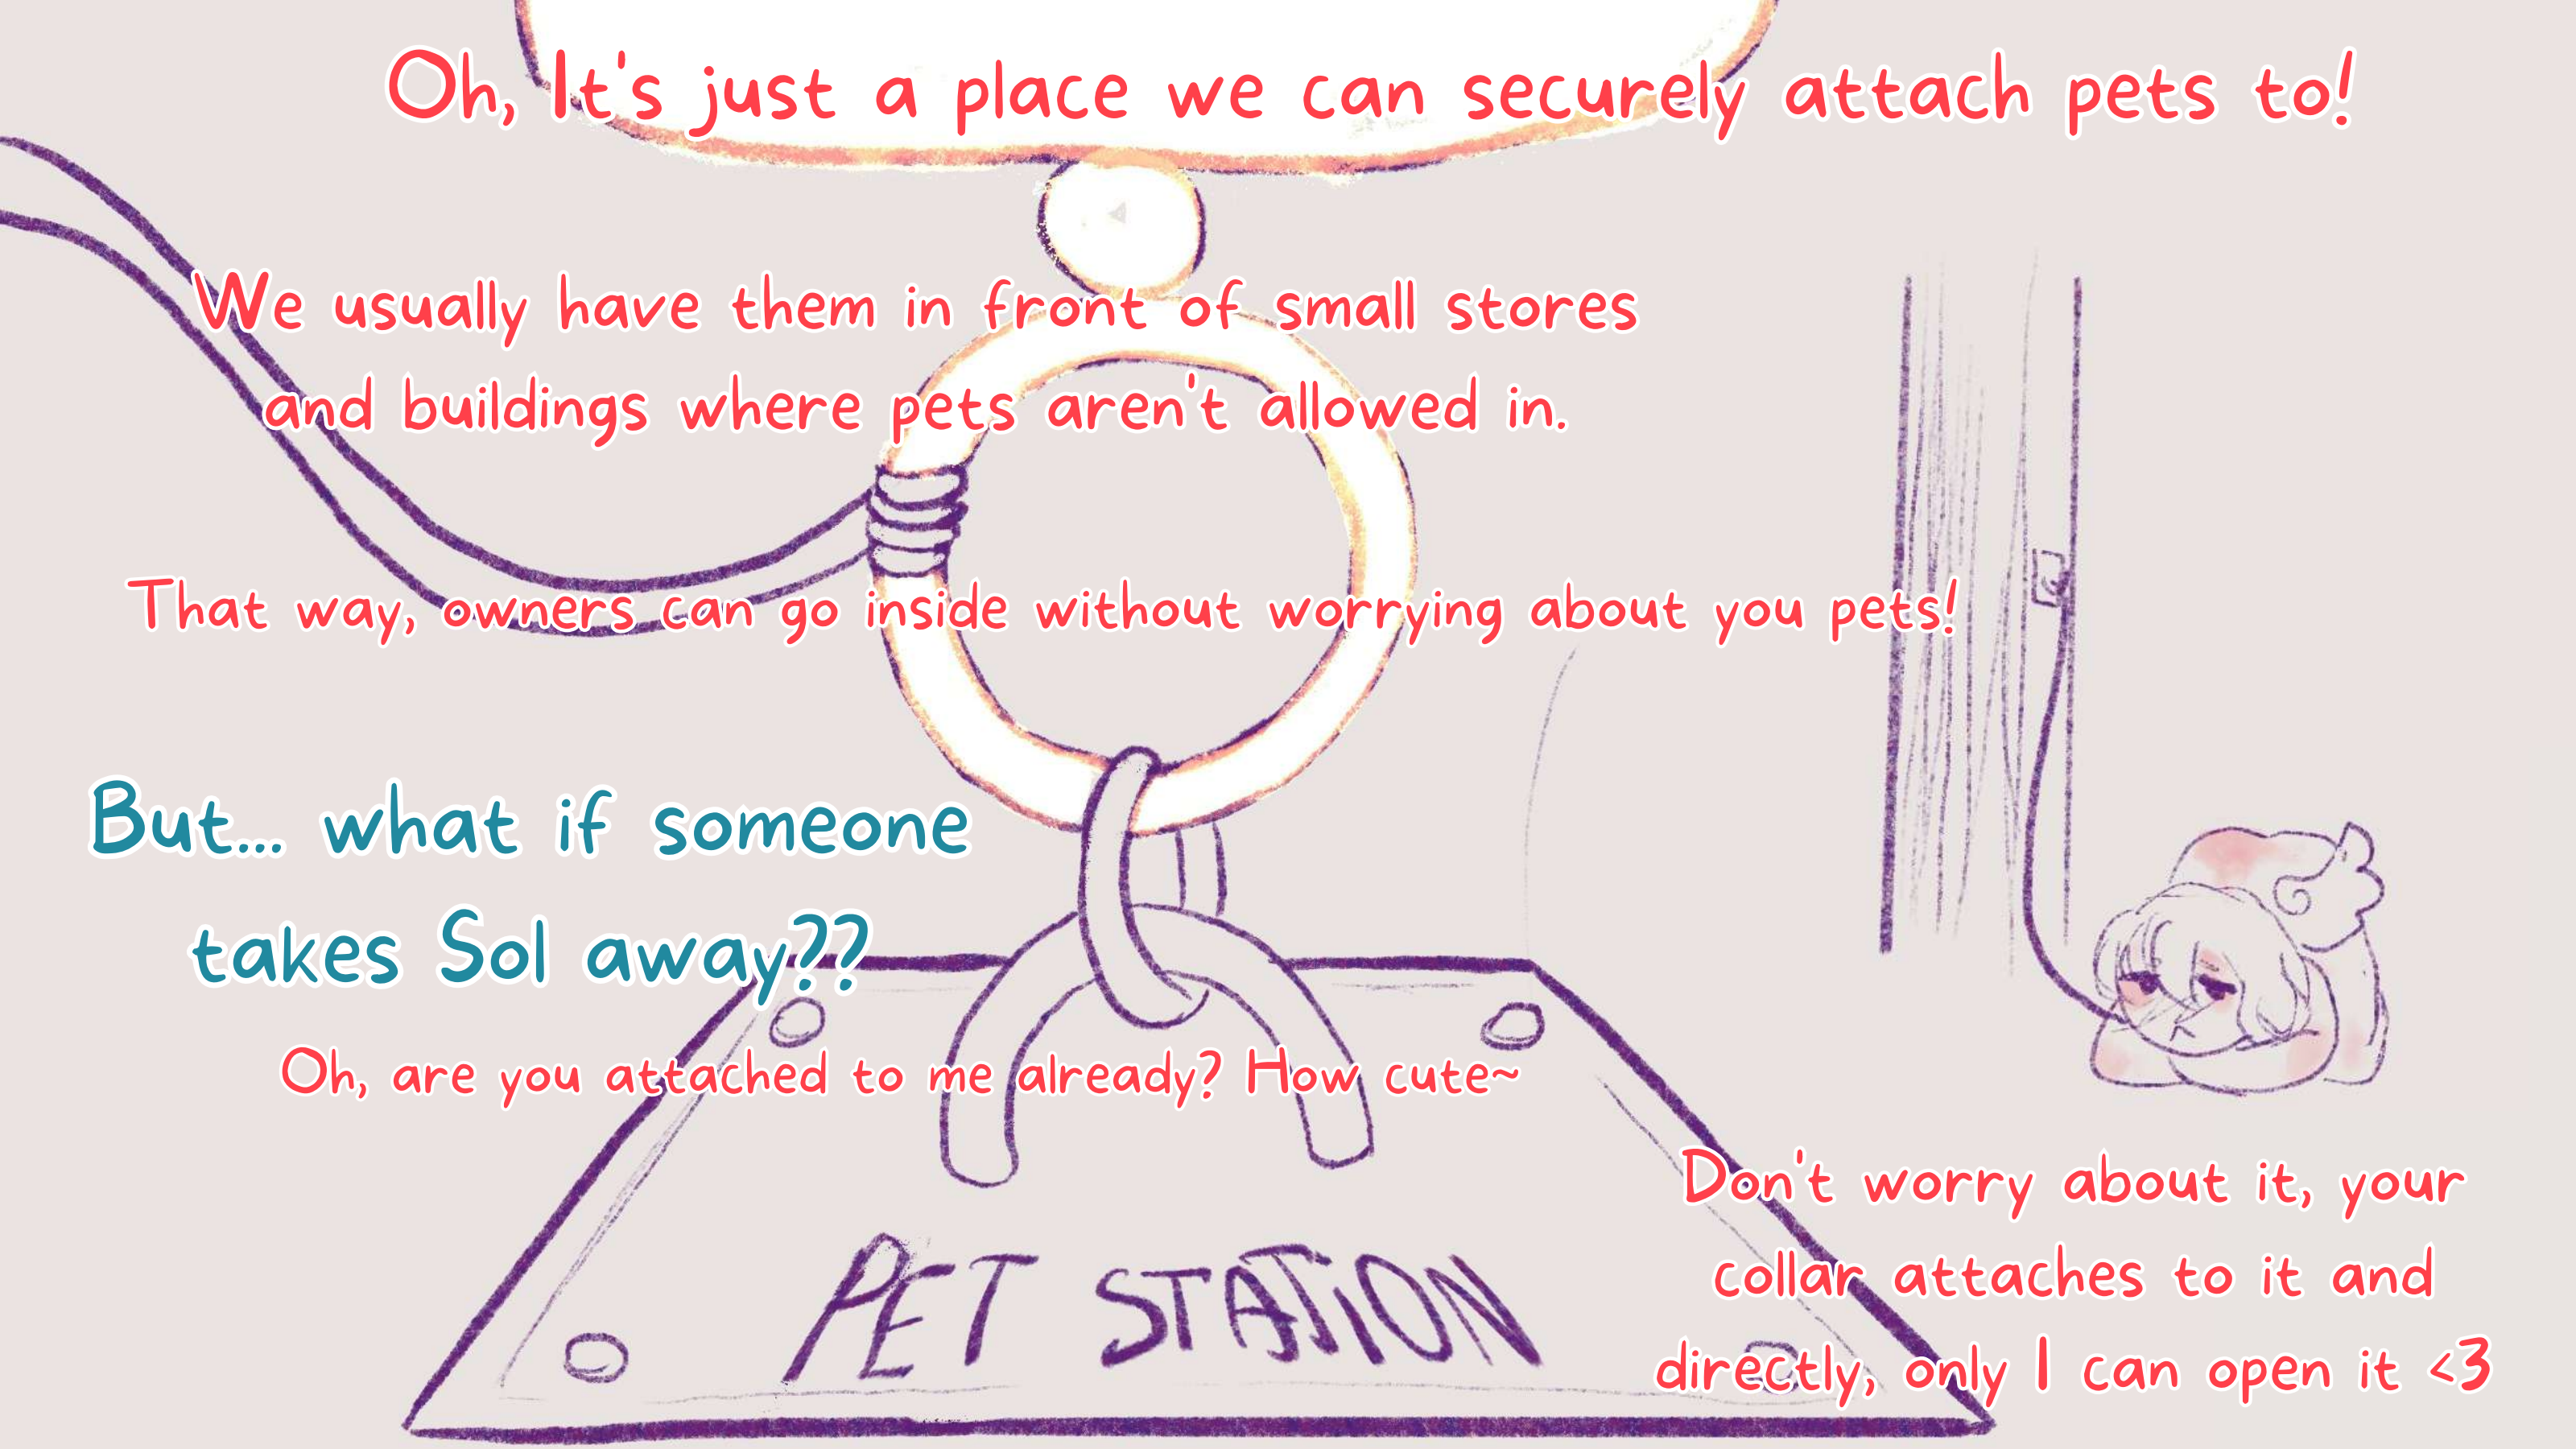 Oh, It's just a place we can securely attach pets to!
We usually have them in front of small stores
and buildings where pets aren't allowed in.
That way, owners can go inside without worrying about you pets!
But... what if someone
takes Sol away??
Oh, are you attached to me already? How cute~
Don't worry about it, your
collar attaches to it and
directly, only I can open it <3
PET STATION